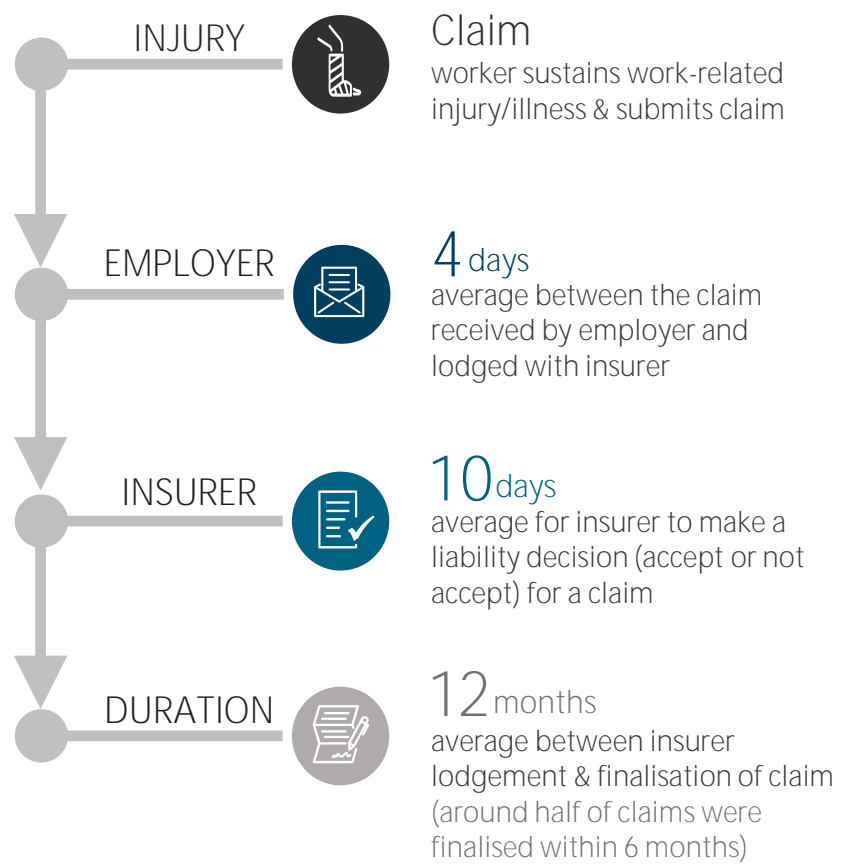 INJURY
Claim
worker sustains work-related
injury/illness & submits claim
EMPLOYER
4 days
average between the claim
received by employer and
lodged with insurer
INSURER
10 days
average for insurer to make a
liability decision (accept or not
accept) for a claim
DURATION
12 months
average between insurer
lodgement & finalisation of claim
(around half of claims were
finalised within 6 months)